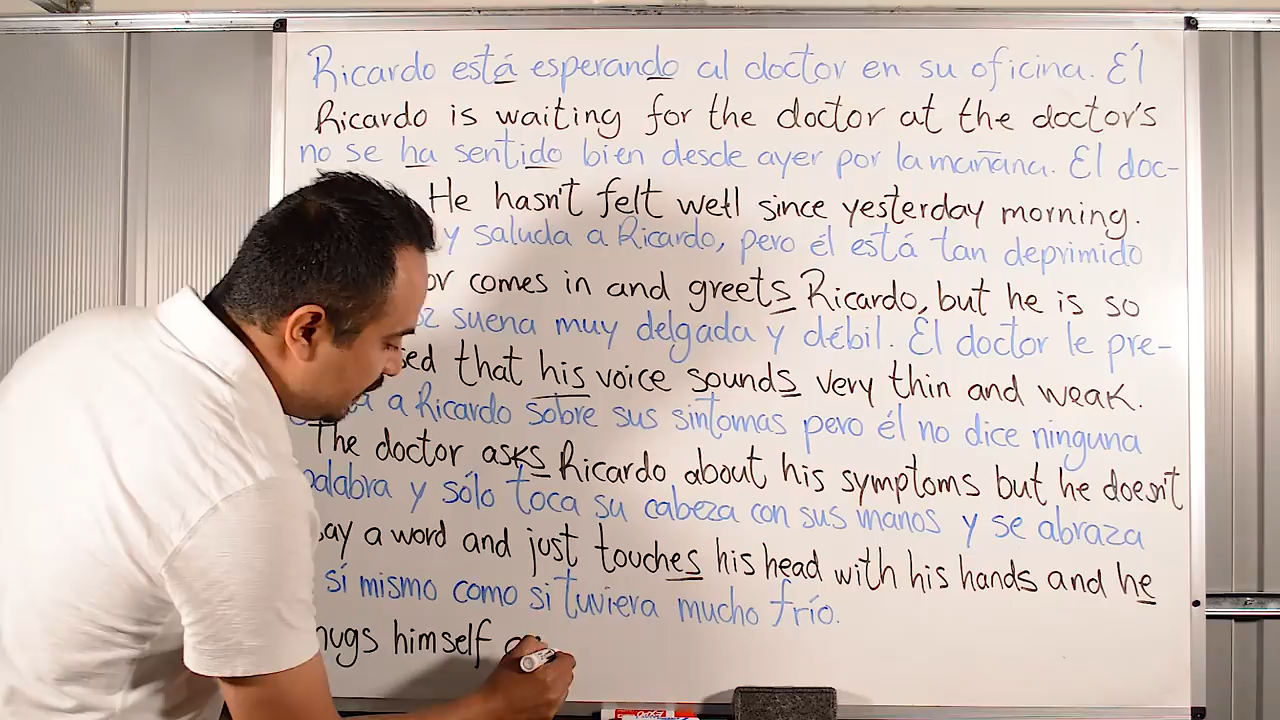 Ricardo está esperando al doctor en su oficina. Él
Ricardo is waiting for the doctor at the doctor's
no se ha sentido bien desde ayer por la mañana. El doc-
He hasn't felt well since yesterday morning.
y saluda a Ricardo, pero él está tan deprimido
comes in and greets Ricardo, but he is so
suena muy delgada y débil. El doctor le pre-
that his voice sounds very thin and weak.
a Ricardo sobre sus sintomas pero él no dice ninguna
The doctor asks Ricardo about his symptoms but he doesn't
palabra y sólo toca su cabeza con sus manos y se abraza
say a word and just touches his head with his hands and he
sí mismo como si tuviera mucho frío.
hugs himself